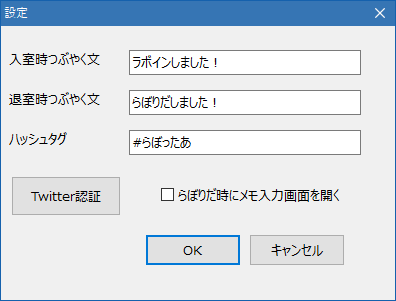 設定
入室時つぶやく文 ラボインしました！
退室時つぶやく文 らぼりだしました！
ハッシュタグ #らぼったあ
Twitter認証 らぼりだ時にメモ入力画面を開く
OK キャンセル